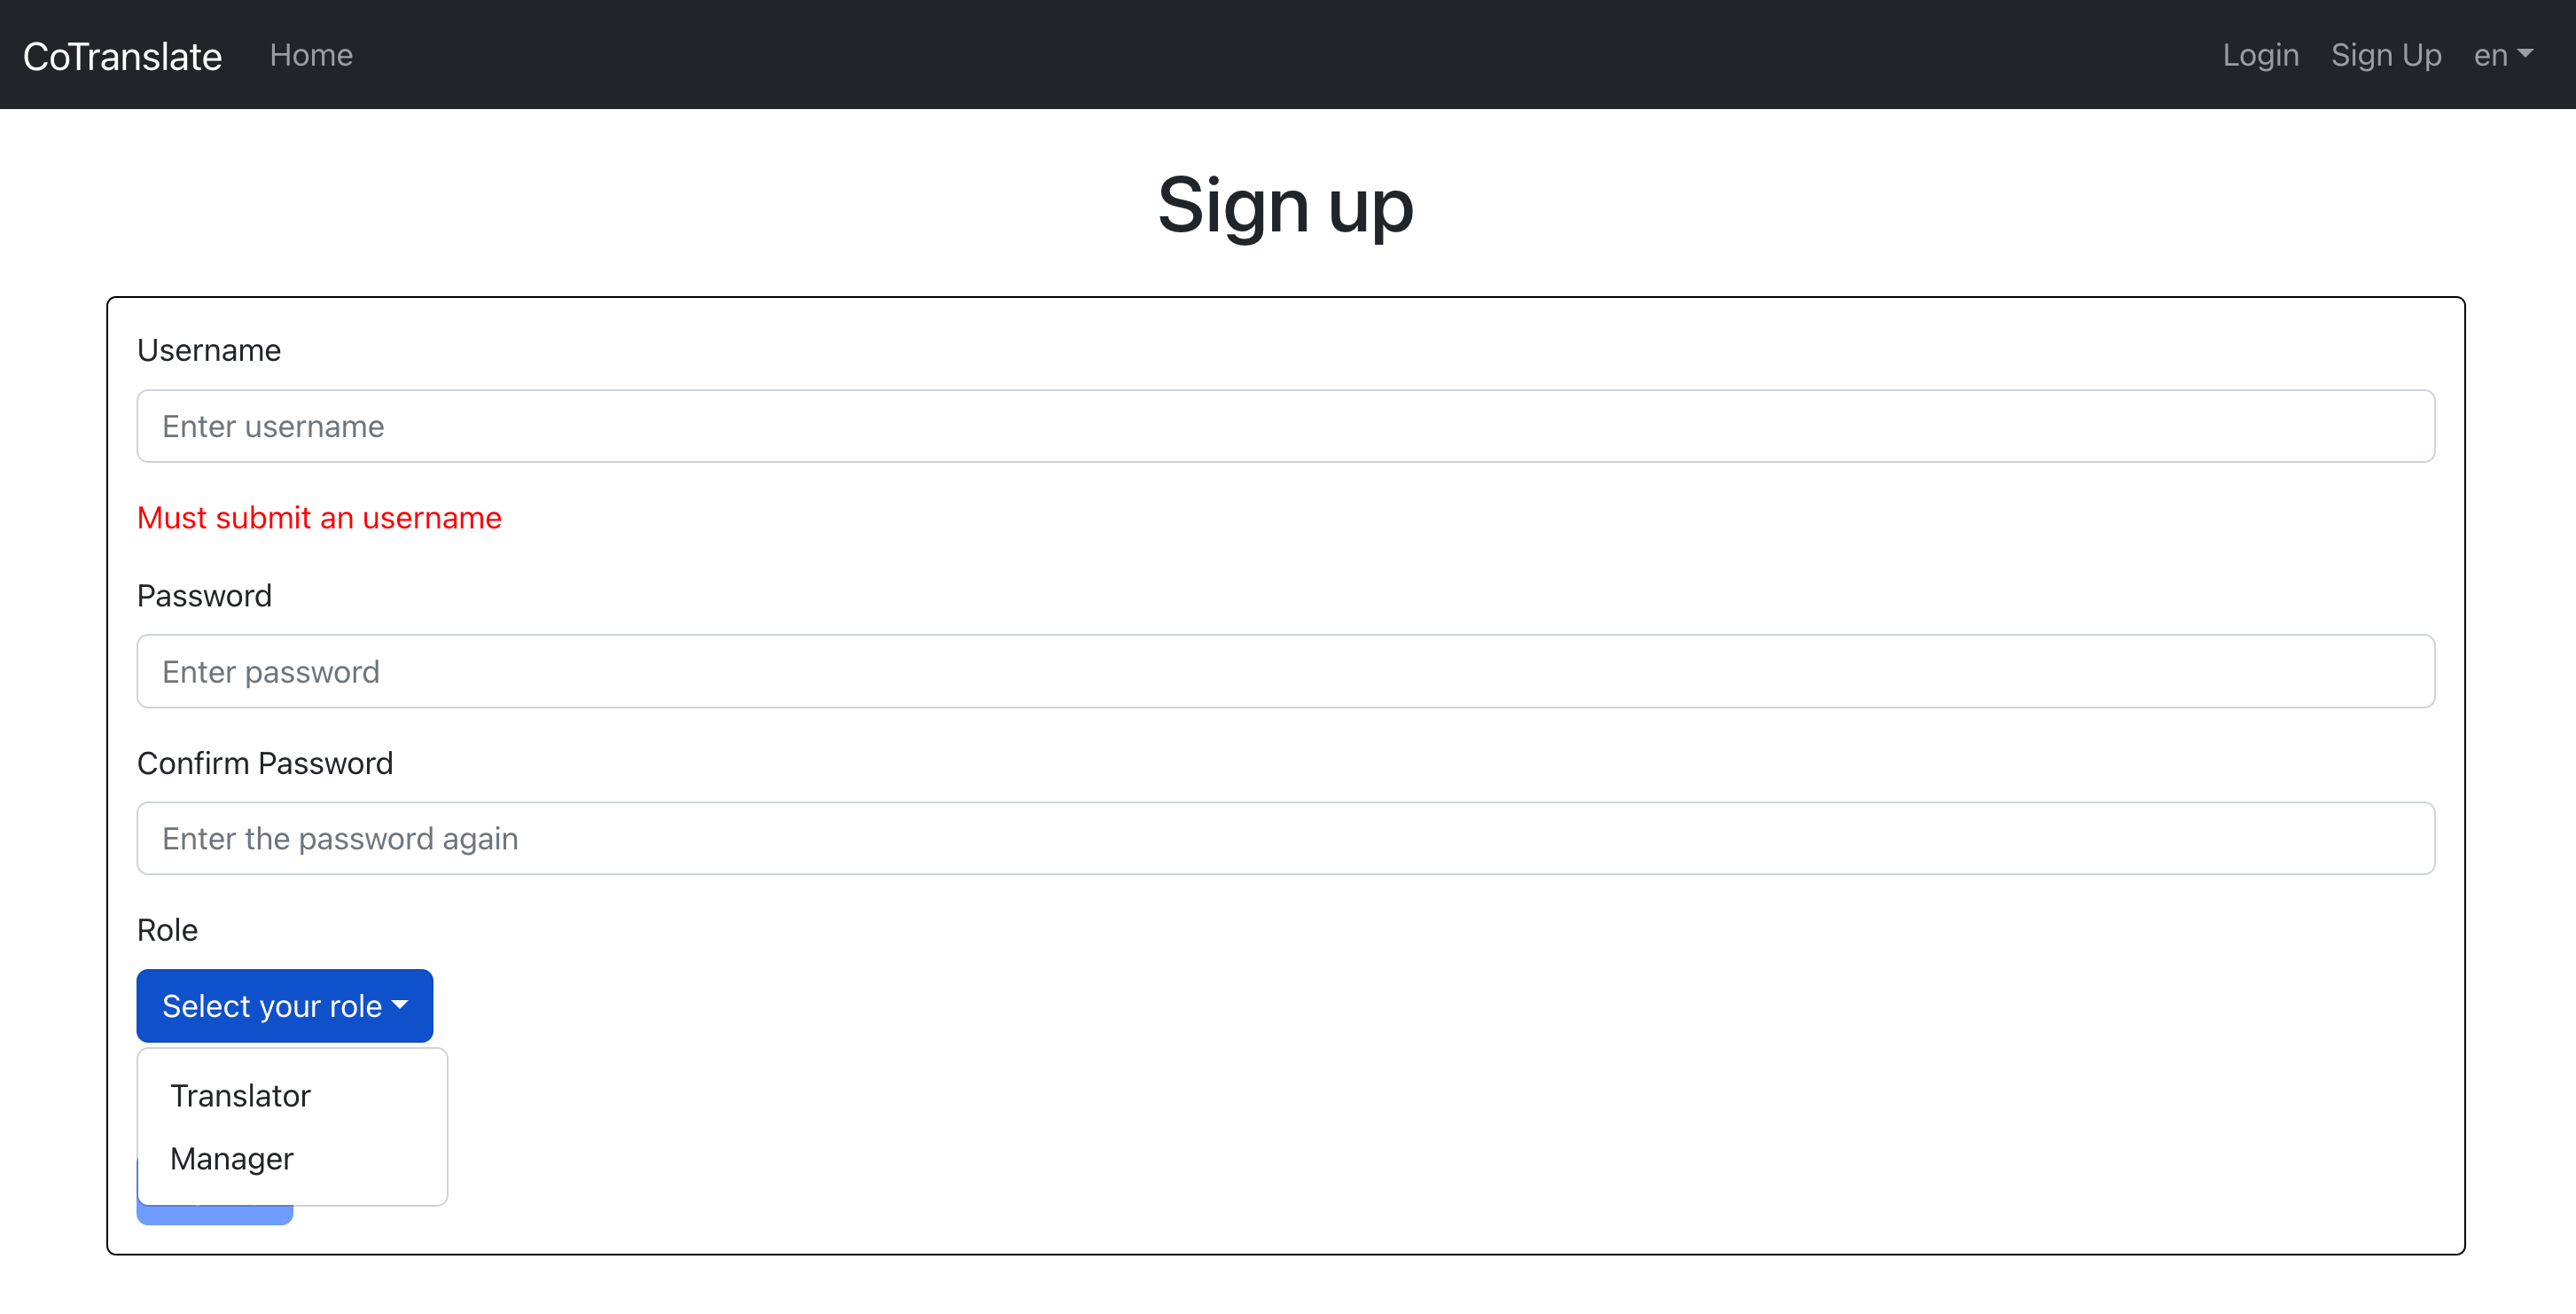 CoTranslate Home Login Sign Up en
Sign up
Username
Enter username
Must submit an username
Password
Enter password
Confirm Password
Enter the password again
Role
Select your role
Translator
Manager